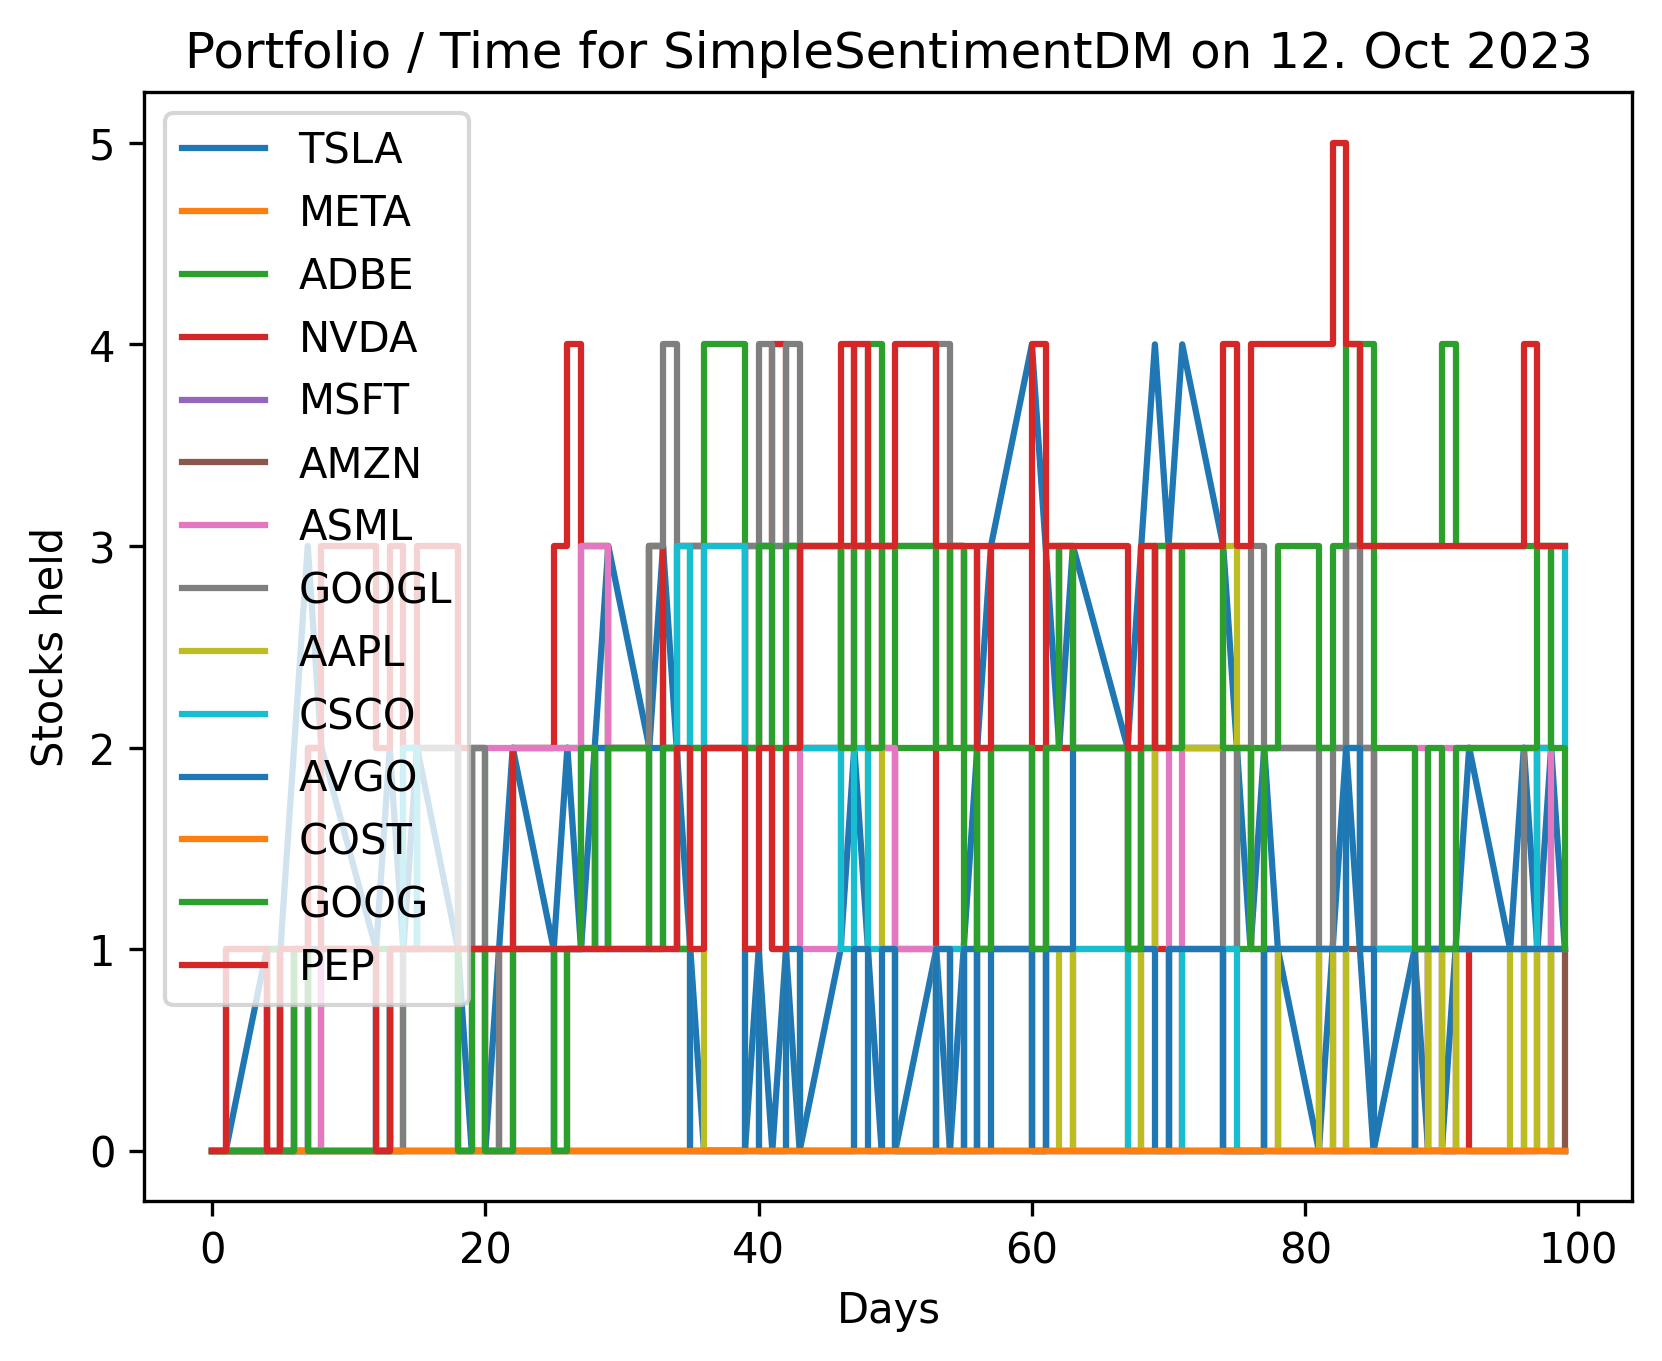 Portfolio / Time for SimpleSentimentDM on 12. Oct 2023
TSLA
META
ADBE
NVDA
MSFT
AMZN
ASML
GOOGL
AAPL
CSCO
AVGO
COST
GOOG
PEP
5
4
3
2
1
0
Stocks held
0 20 40 60 80 100
Days